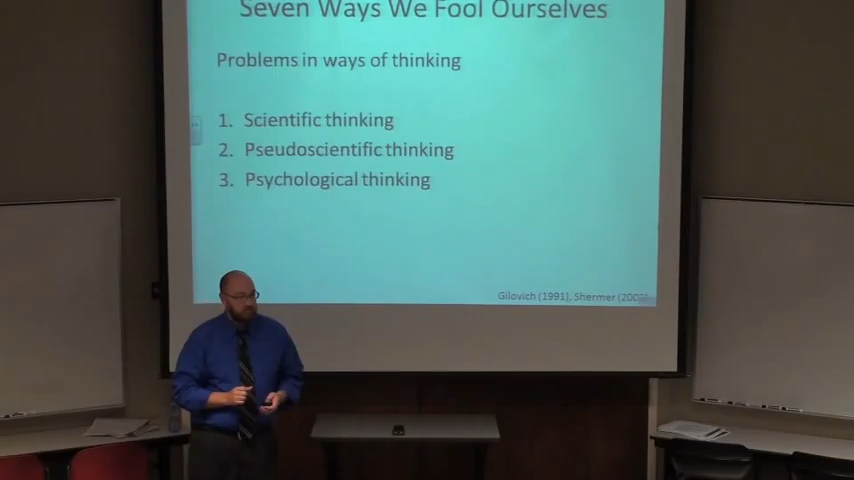 Seven Ways We Fool Ourselves
Problems in ways of thinking
1. Scientific thinking
2. Pseudoscientific thinking
3. Psychological thinking
Gilovich (1991), Shermer